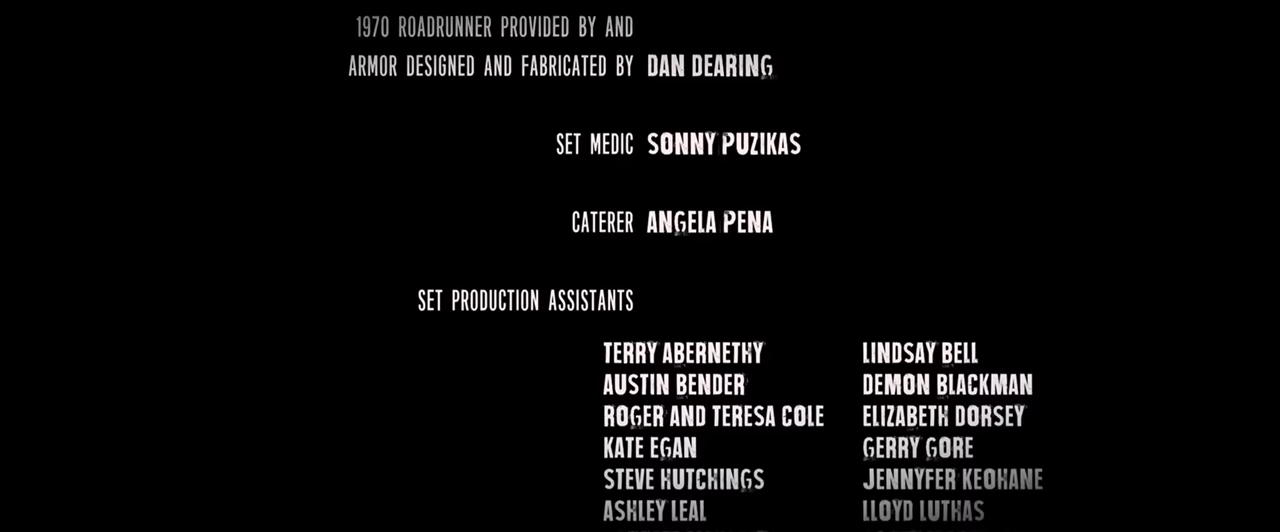 1970 ROADRUNNER PROVIDED BY AND
ARMOR DESIGNED AND FABRICATED BY DAN DEARING
SET MEDIC SONNY PUZIKAS
CATERER ANGELA PENA
SET PRODUCTION ASSISTANTS
TERRY ABERNETHY LINDSAY BELL
AUSTIN BENDER DEMON BLACKMAN
ROGER AND TERESA COLE ELIZABETH DORSEY
KATE EGAN GERRY GORE
STEVE HUTCHINGS JENNYFER KEOHANE
ASHLEY LEAL LLOYD LUTHAS